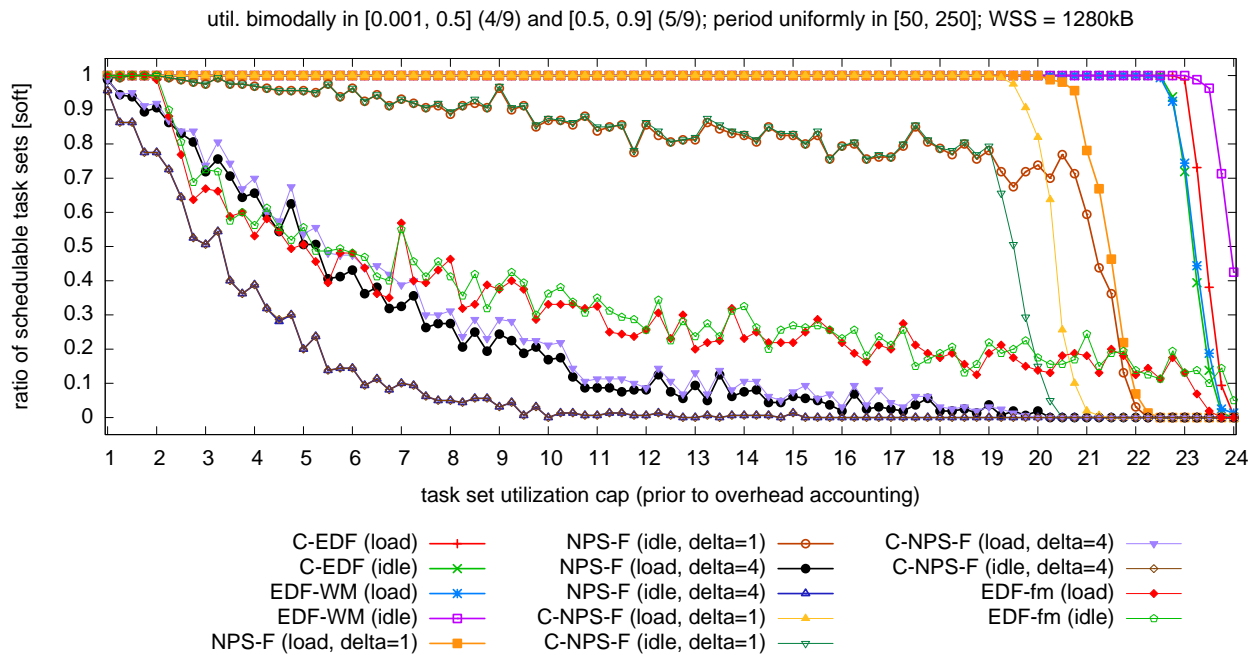 util. bimodally in [0.001, 0.5] (4/9) and [0.5, 0.9] (5/9); period uniformly in [50, 250]; WSS = 1280kB
ratio of schedulable task sets [soft]
1
0.9
0.8
0.7
0.6
0.5
0.4
0.3
0.2
0.1
0
1 2 3 4 5 6 7 8 9 10 11 12 13 14 15 16 17 18 19 20 21 22 23 24
task set utilization cap (prior to overhead accounting)
C-EDF (load)
C-EDF (idle)
EDF-WM (load)
EDF-WM (idle)
NPS-F (load, delta=1)
NPS-F (idle, delta=1)
NPS-F (load, delta=4)
NPS-F (idle, delta=4)
C-NPS-F (load, delta=1)
C-NPS-F (idle, delta=1)
C-NPS-F (load, delta=4)
C-NPS-F (idle, delta=4)
EDF-fm (load)
EDF-fm (idle)